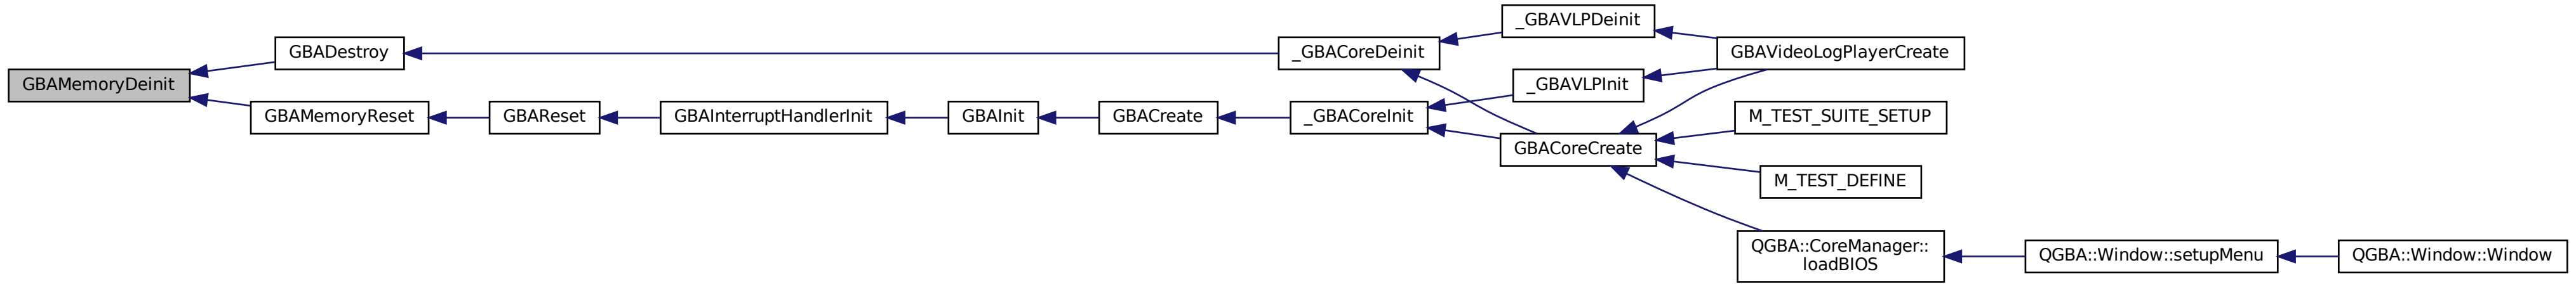 GBAMemoryDeinit
GBADestroy
GBAMemoryReset
GBAReset
GBAInterruptHandlerInit
GBAInit
GBACreate
_GBACoreDeinit
_GBACoreInit
_GBAVLPDeinit
_GBAVLPInit
GBACoreCreate
GBAVideoLogPlayerCreate
M_TEST_SUITE_SETUP
M_TEST_DEFINE
QGBA::CoreManager::
loadBIOS
QGBA::Window::setupMenu
QGBA::Window::Window